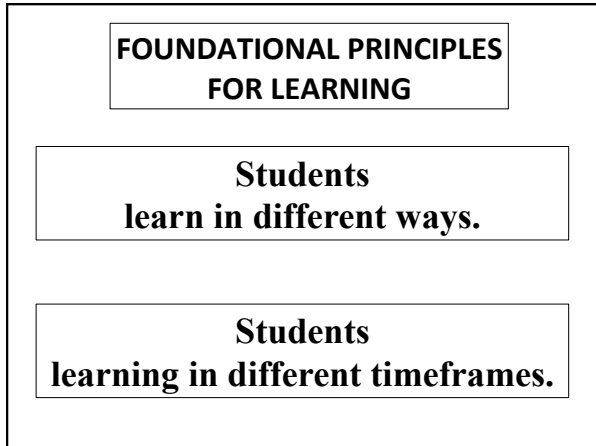 FOUNDATIONAL PRINCIPLES
FOR LEARNING
Students
learn in different ways.
Students
learning in different timeframes.